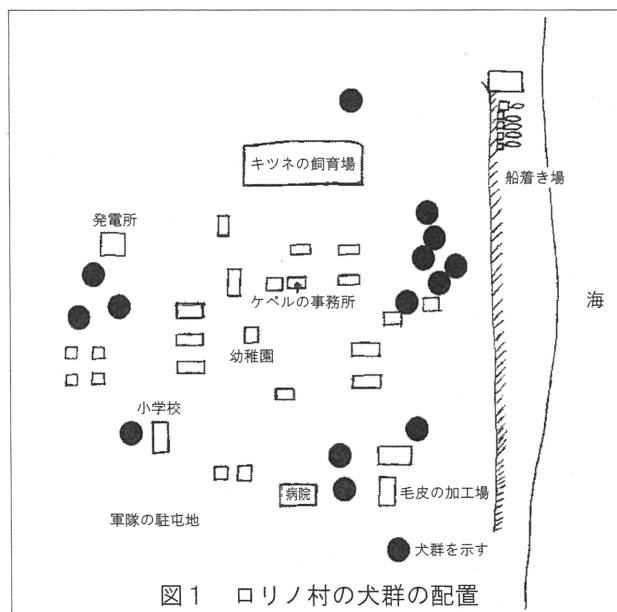 キツネの飼育場
船着き場
発電所
ケペルの事務所
海
幼稚園
小学校
病院
毛皮の加工場
軍隊の駐屯地
犬群を示す
図1 ロリノ村の犬群の配置